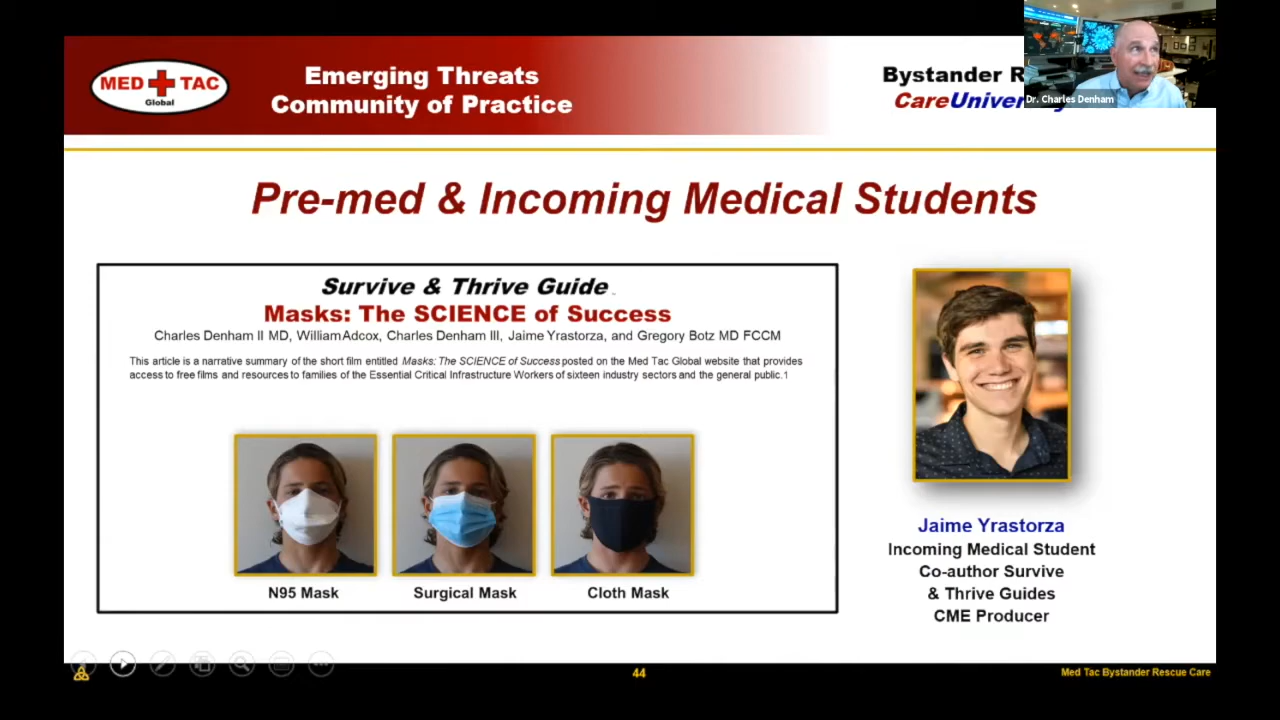 MED TAC
Global
Emerging Threats
Community of Practice
Bystander R
CareUniver
Dr. Charles Denham
Pre-med & Incoming Medical Students
Survive & Thrive Guide
Masks: The SCIENCE of Success
Charles Denham II MD, William Adcox, Charles Denham III, Jaime Yrastorza, and Gregory Botz MD FCCM
This article is a narrative summary of the short film entitled Masks: The SCIENCE of Success posted on the Med Tac Global website that provides
access to free films and resources to families of the Essential Critical Infrastructure Workers of sixteen industry sectors and the general public.1
N95 Mask
Surgical Mask
Cloth Mask
Jaime Yrastorza
Incoming Medical Student
Co-author Survive
& Thrive Guides
CME Producer
44
Med Tac Bystander Rescue Care